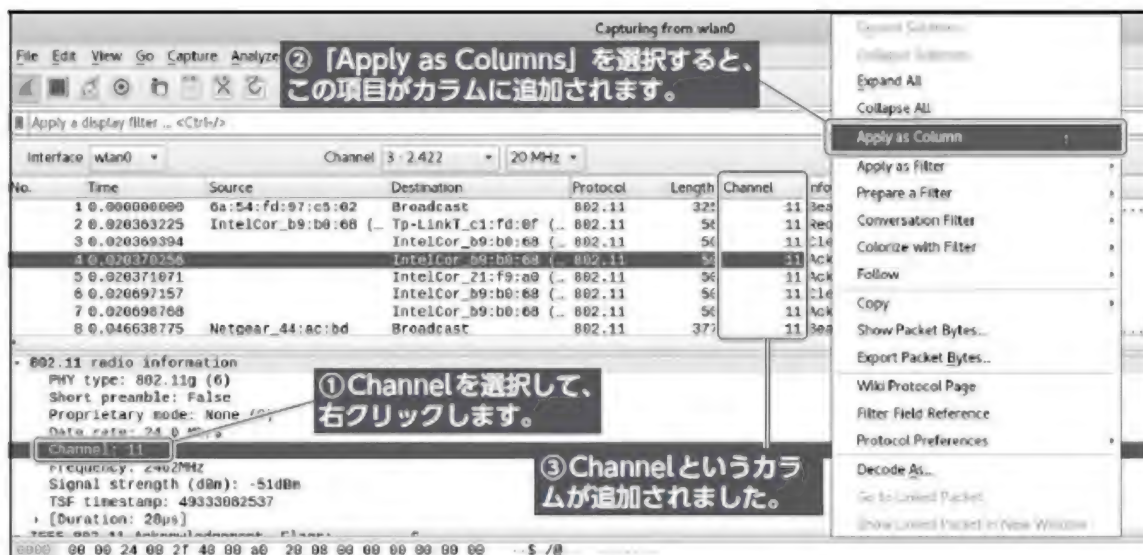 Capturing from wlan0
File Edit View Go Capture Analyze
②「Apply as Columns」を選択すると、
この項目がカラムに追加されます。
Apply a display filter ... <Ctrl-/>
Interface wlan0 Channel 3 · 2.422 20 MHz
No. Time Source Destination Protocol Length Channel
1 0.000000000 6a:54:fd:97:c5:02 Broadcast 802.11 11
2 0.020363225 IntelCor_b9:b0:68 (… Tp-LinkT_c1:fd:0f (… 802.11 11
3 0.020369394 IntelCor_b9:b0:68 (… 802.11 11
4 0.020370256 IntelCor_b9:b0:68 (… 802.11 11
5 0.020371071 IntelCor_21:f9:a0 (… 802.11 11
6 0.020697157 IntelCor_b9:b0:68 (… 802.11 11
7 0.020698768 IntelCor_b9:b0:68 (… 802.11 11
8 0.046638775 Netgear_44:ac:bd Broadcast 802.11 377 11
802.11 radio information
PHY type: 802.11g (6)
Short preamble: False
Proprietary mode: None
Data rate: 24.0
Channel: 11
Frequency:
Signal strength (dBm): -51dBm
TSF timestamp: 49333082537
[Duration: 28µs]
①Channelを選択して、
右クリックします。
③Channelというカラ
ムが追加されました。
Expand Subtrees
Collapse Subtrees
Expand All
Collapse All
Apply as Column
Apply as Filter
Prepare a Filter
Conversation Filter
Colorize with Filter
Follow
Copy
Show Packet Bytes...
Export Packet Bytes...
Wiki Protocol Page
Filter Field Reference
Protocol Preferences
Decode As...
Go to Linked Packet
Show Linked Packet in New Window
0000 00 00 24 00 2f 40 00 a0 20 08 00 00 00 00 00 00 ··$·/@··